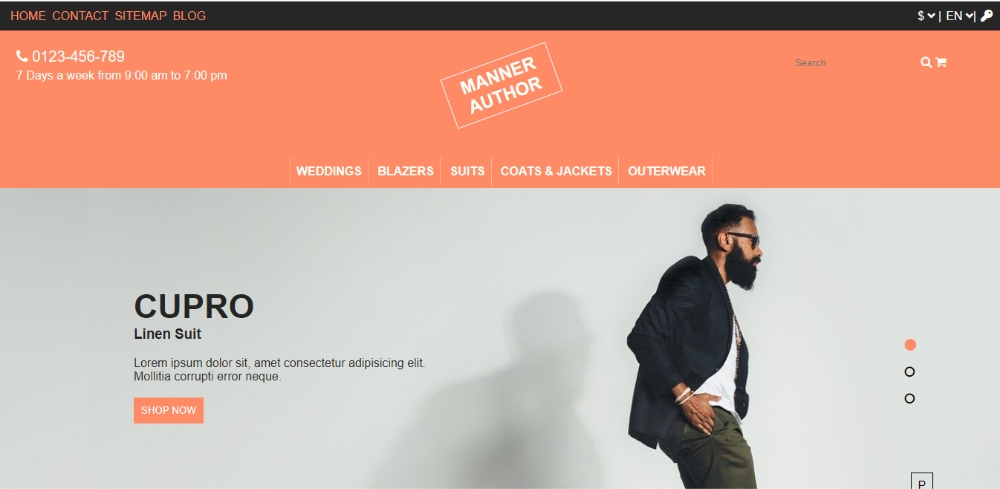 HOME CONTACT SITEMAP BLOG
$ | EN |
0123-456-789
7 Days a week from 9:00 am to 7:00 pm
MANNER
AUTHOR
Search
WEDDINGS BLAZERS SUITS COATS & JACKETS OUTERWEAR
CUPRO
Linen Suit
Lorem ipsum dolor sit, amet consectetur adipisicing elit.
Mollitia corrupti error neque.
SHOP NOW
P